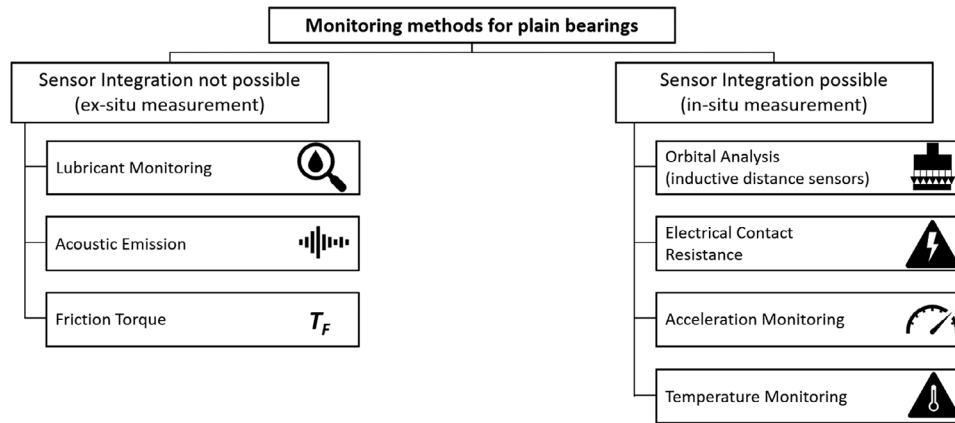 Monitoring methods for plain bearings
Sensor Integration not possible
(ex-situ measurement)
Lubricant Monitoring
Acoustic Emission
Friction Torque
T_F
Sensor Integration possible
(in-situ measurement)
Orbital Analysis
(inductive distance sensors)
Electrical Contact
Resistance
Acceleration Monitoring
Temperature Monitoring